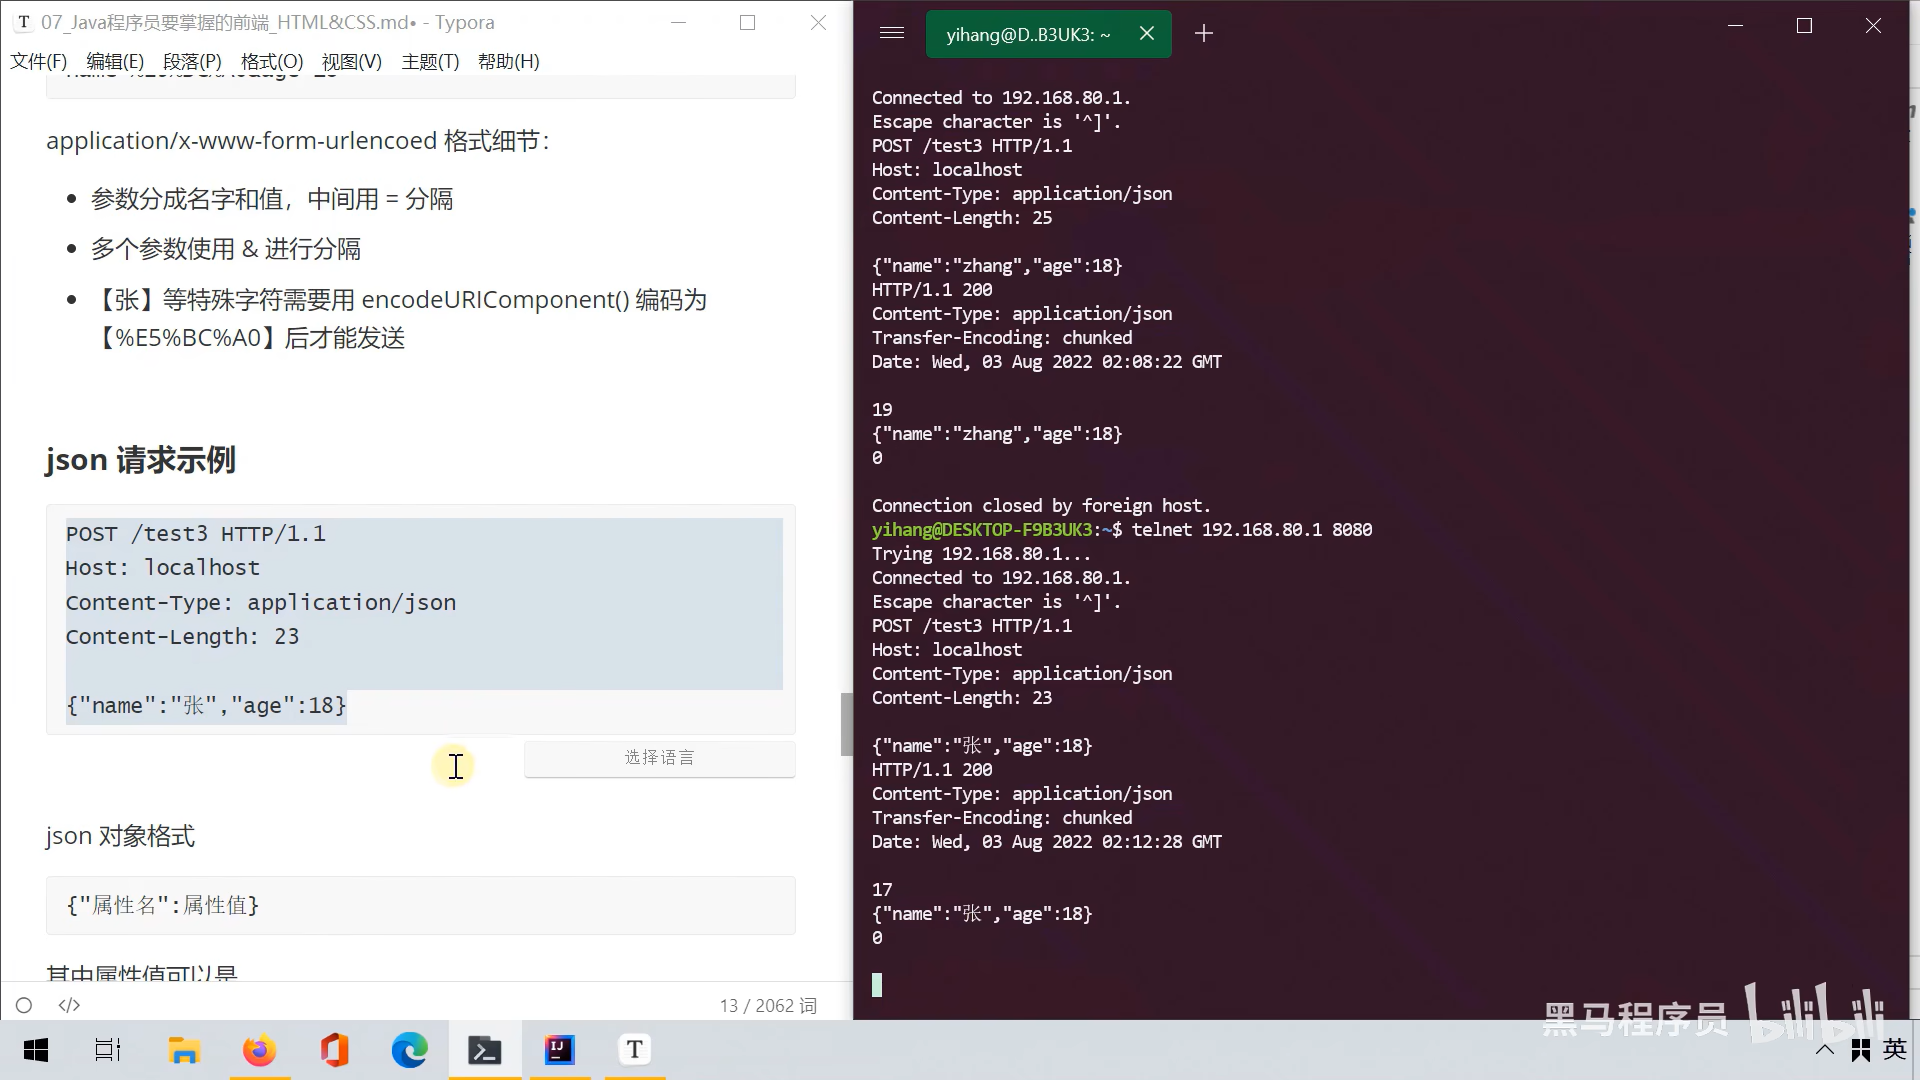 07_Java程序员要掌握的前端_HTML&CSS.md• - Typora
文件(F) 编辑(E) 段落(P) 格式(O) 视图(V) 主题(T) 帮助(H)
application/x-www-form-urlencoed 格式细节：
参数分成名字和值，中间用 = 分隔
多个参数使用 & 进行分隔
【张】等特殊字符需要用 encodeURIComponent() 编码为
【%E5%BC%A0】后才能发送
json 请求示例
POST /test3 HTTP/1.1
Host: localhost
Content-Type: application/json
Content-Length: 23
{"name":"张","age":18}
选择语言
json 对象格式
{"属性名":属性值}
其中属性值可以是
13 / 2062 词
yihang@D..B3UK3: ~
Connected to 192.168.80.1.
Escape character is '^]'.
POST /test3 HTTP/1.1
Host: localhost
Content-Type: application/json
Content-Length: 25
{"name":"zhang","age":18}
HTTP/1.1 200
Content-Type: application/json
Transfer-Encoding: chunked
Date: Wed, 03 Aug 2022 02:08:22 GMT
19
{"name":"zhang","age":18}
0
Connection closed by foreign host.
yihang@DESKTOP-F9B3UK3:~$ telnet 192.168.80.1 8080
Trying 192.168.80.1...
Connected to 192.168.80.1.
Escape character is '^]'.
POST /test3 HTTP/1.1
Host: localhost
Content-Type: application/json
Content-Length: 23
{"name":"张","age":18}
HTTP/1.1 200
Content-Type: application/json
Transfer-Encoding: chunked
Date: Wed, 03 Aug 2022 02:12:28 GMT
17
{"name":"张","age":18}
0
黑马程序员 bilibili
英